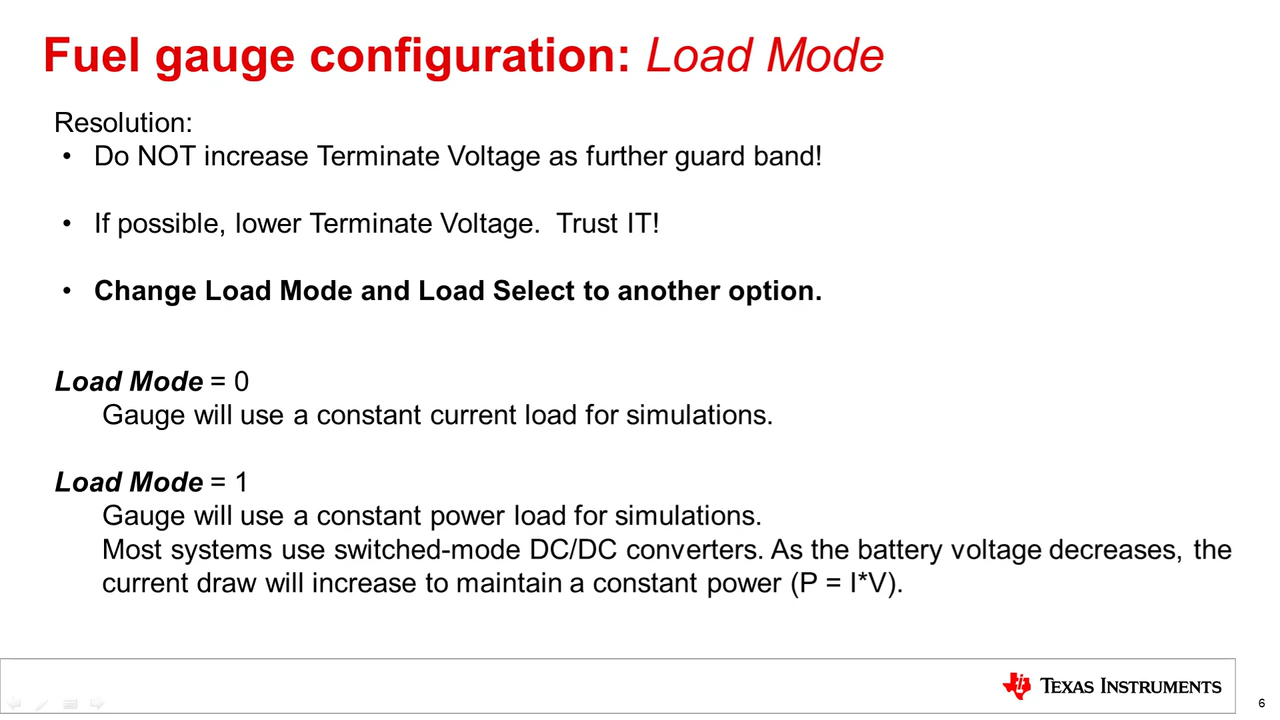 Fuel gauge configuration: Load Mode
Resolution:
• Do NOT increase Terminate Voltage as further guard band!
• If possible, lower Terminate Voltage.  Trust IT!
• Change Load Mode and Load Select to another option.
Load Mode = 0
Gauge will use a constant current load for simulations.
Load Mode = 1
Gauge will use a constant power load for simulations.
Most systems use switched-mode DC/DC converters. As the battery voltage decreases, the
current draw will increase to maintain a constant power (P = I*V).
TEXAS INSTRUMENTS
6